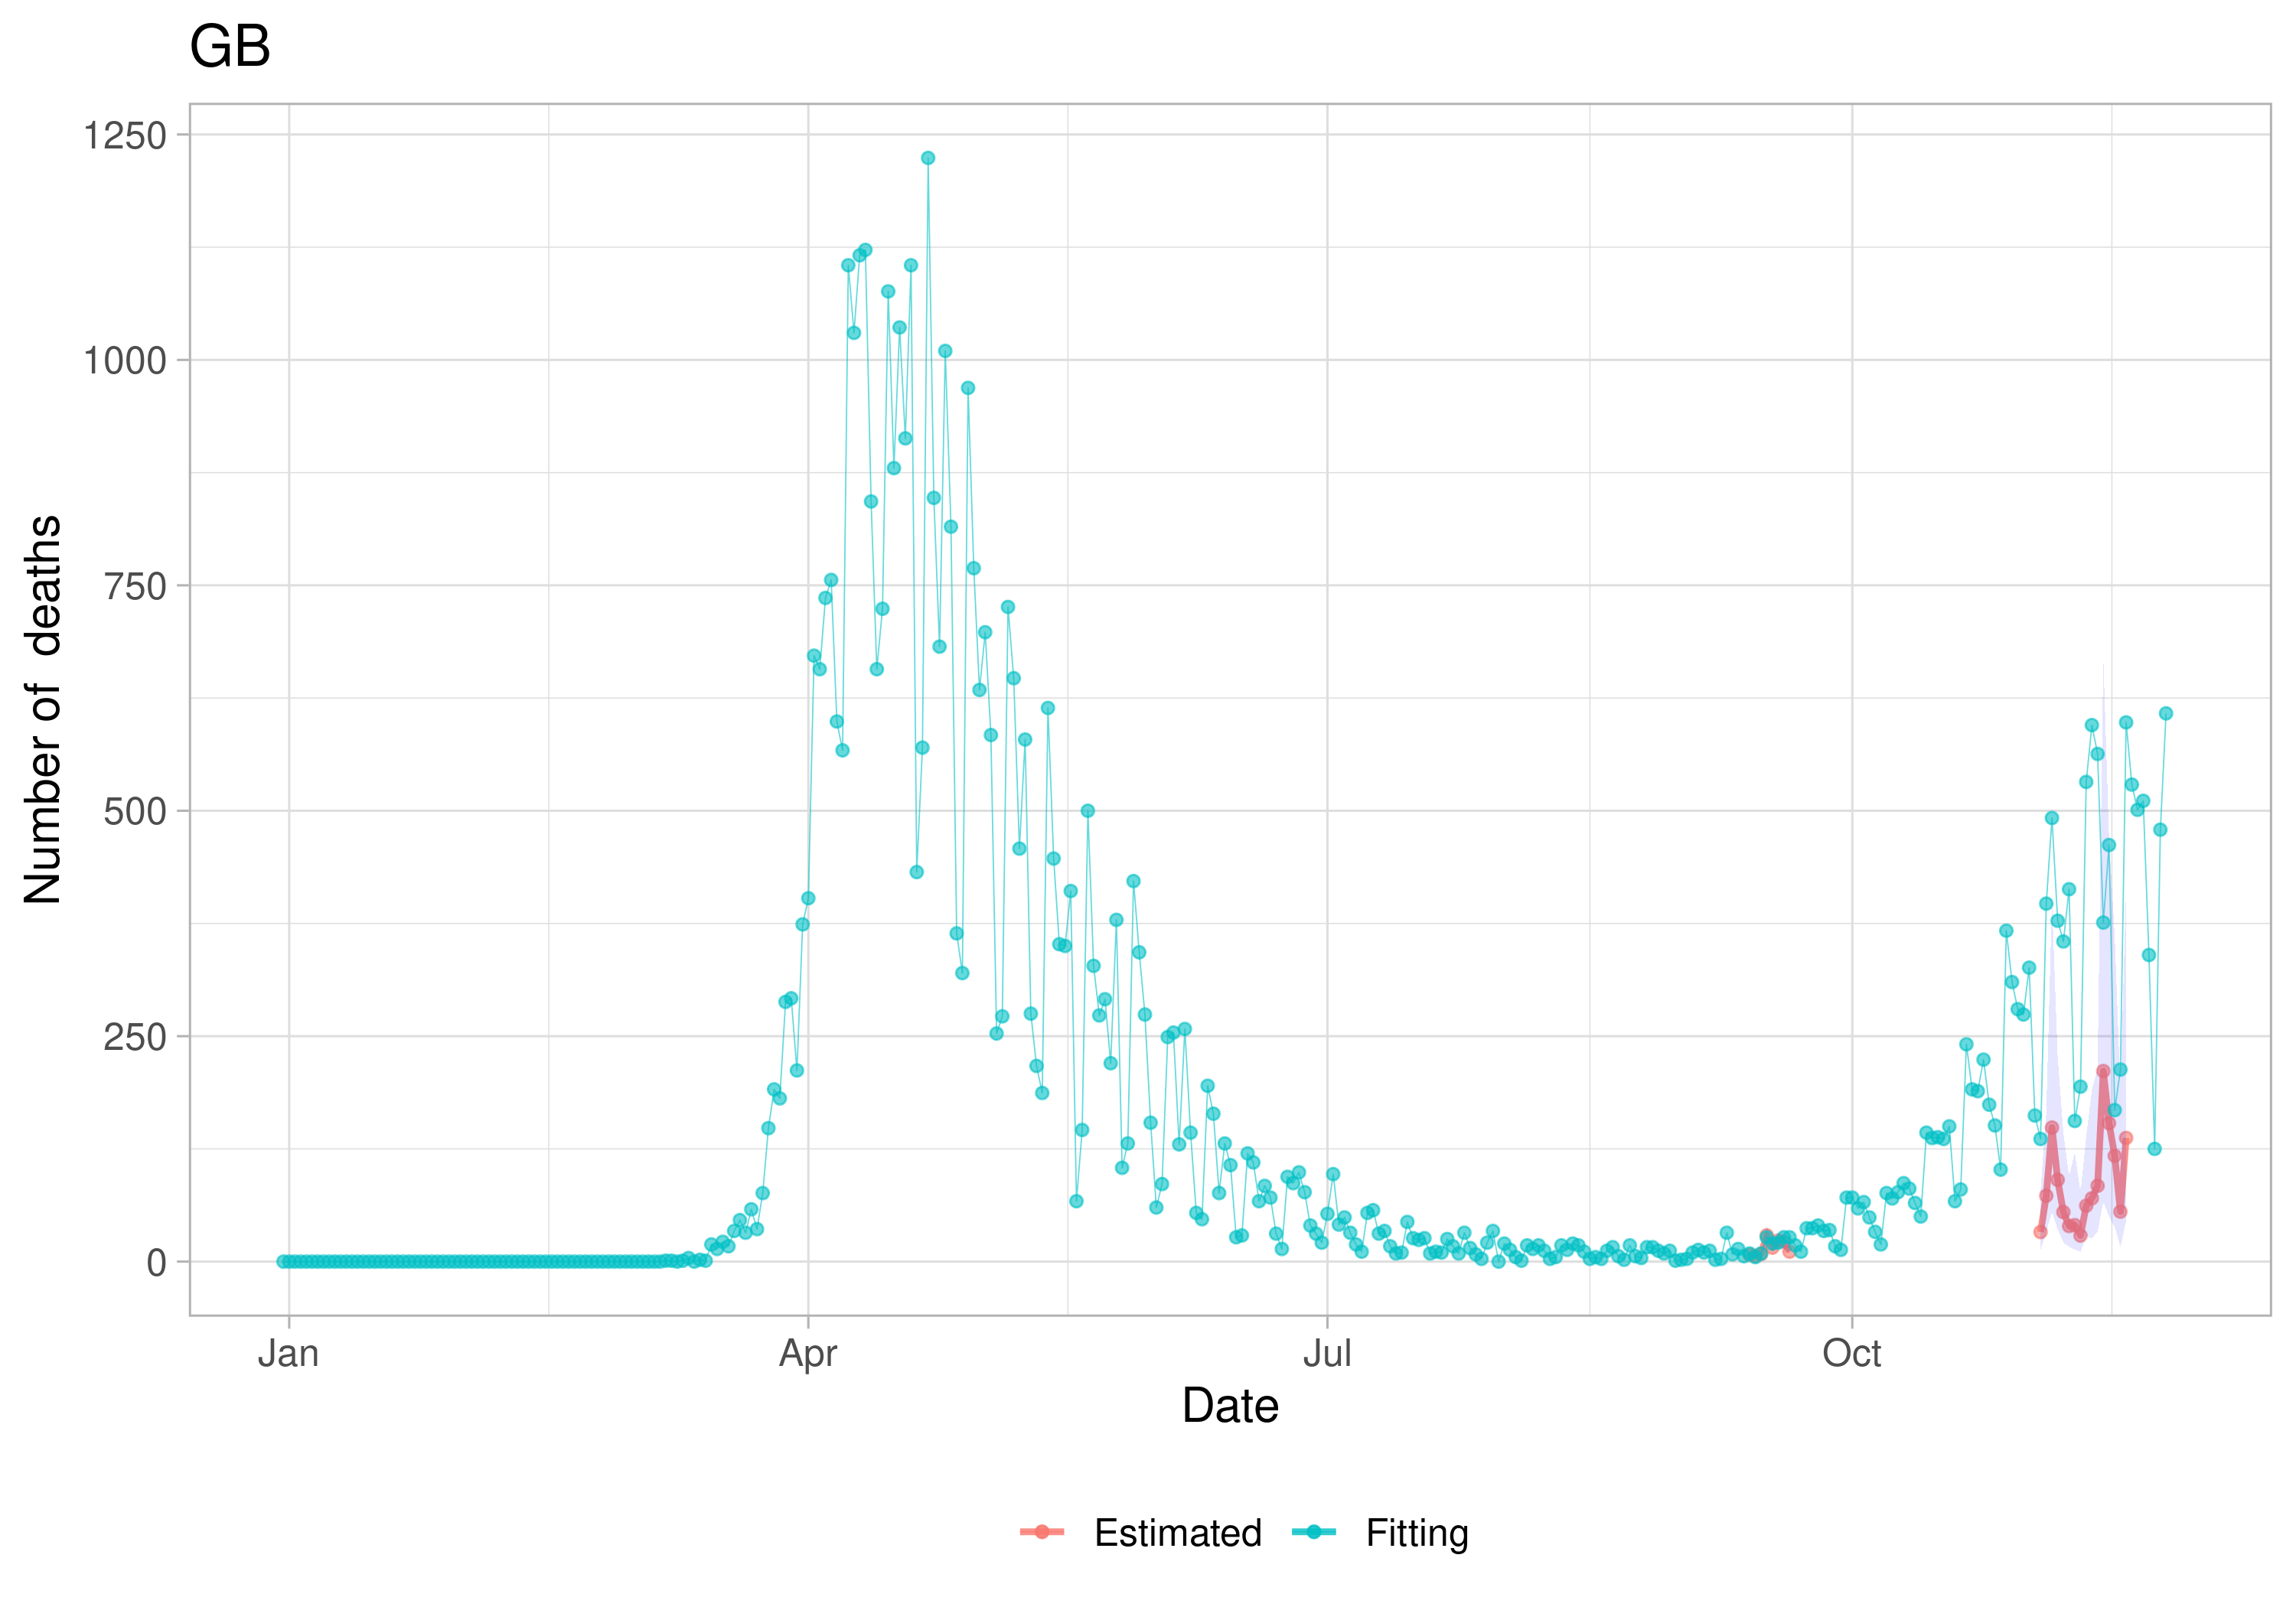 GB
1250
1000
750
500
250
0
Number of deaths
Jan Apr Jul Oct
Date
Estimated Fitting